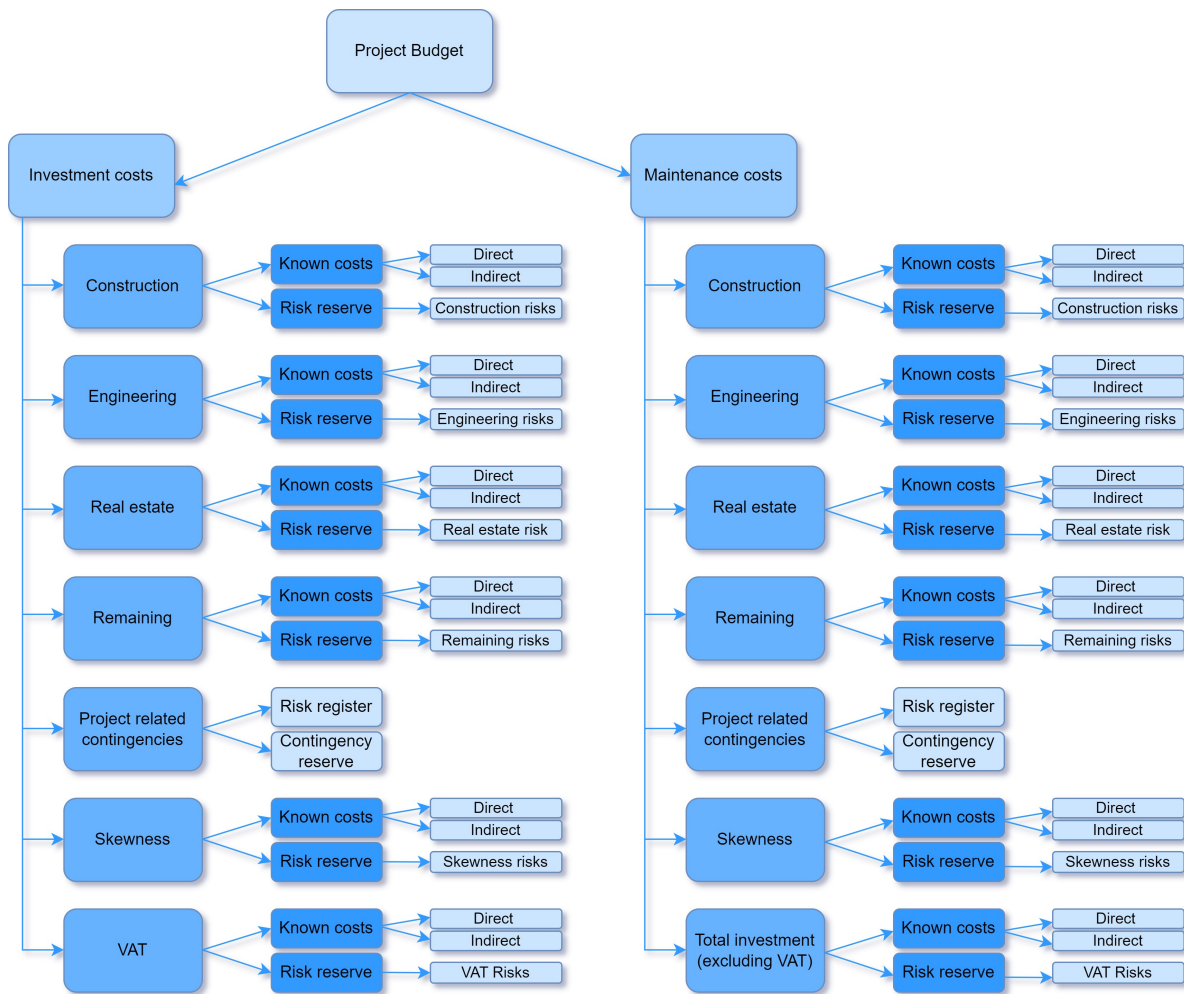 Project Budget
Investment costs
Construction
Known costs
Direct
Indirect
Risk reserve
Construction risks
Engineering
Known costs
Direct
Indirect
Risk reserve
Engineering risks
Real estate
Known costs
Direct
Indirect
Risk reserve
Real estate risk
Remaining
Known costs
Direct
Indirect
Risk reserve
Remaining risks
Project related
contingencies
Risk register
Contingency
reserve
Skewness
Known costs
Direct
Indirect
Risk reserve
Skewness risks
VAT
Known costs
Direct
Indirect
Risk reserve
VAT Risks
Maintenance costs
Construction
Known costs
Direct
Indirect
Risk reserve
Construction risks
Engineering
Known costs
Direct
Indirect
Risk reserve
Engineering risks
Real estate
Known costs
Direct
Indirect
Risk reserve
Real estate risk
Remaining
Known costs
Direct
Indirect
Risk reserve
Remaining risks
Project related
contingencies
Risk register
Contingency
reserve
Skewness
Known costs
Direct
Indirect
Risk reserve
Skewness risks
Total investment
(excluding VAT)
Known costs
Direct
Indirect
Risk reserve
VAT Risks